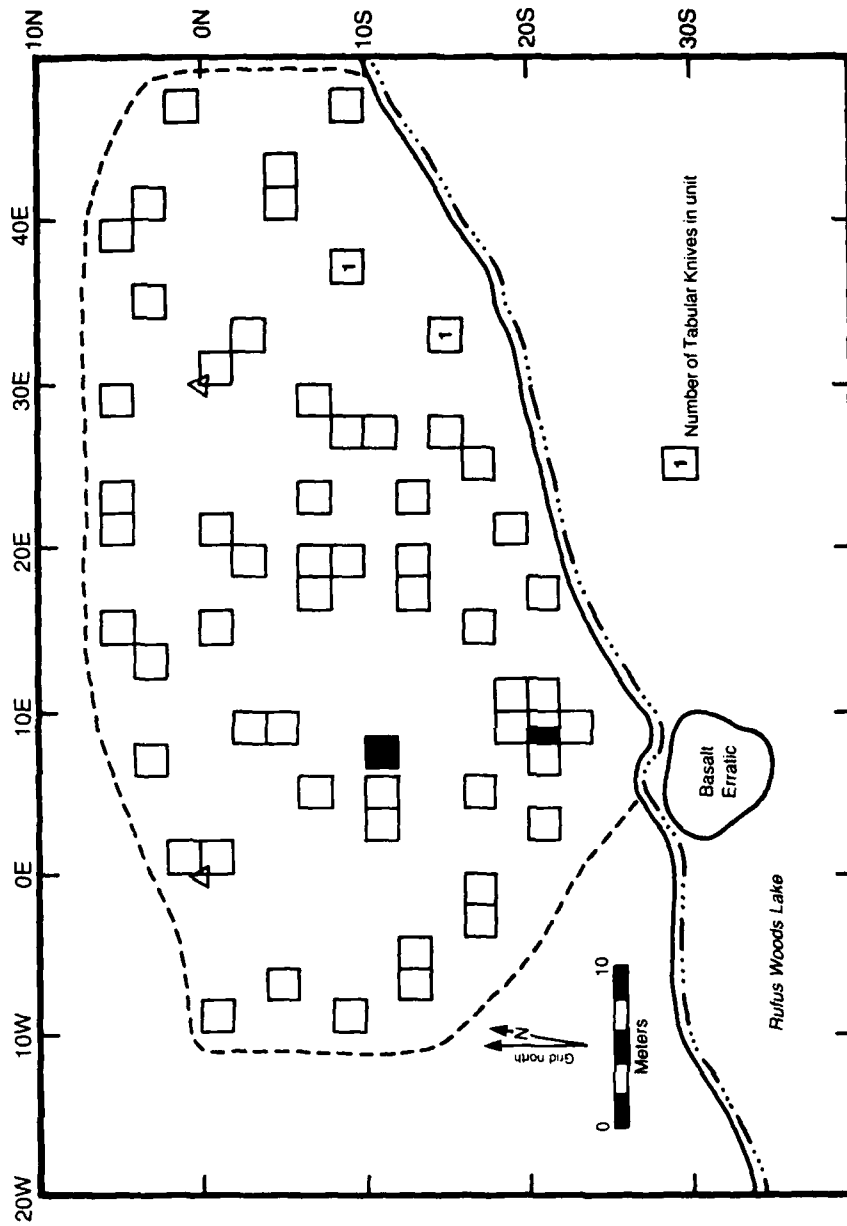 20W
10W
0E
10E
20E
30E
40E
10N
0N
10S
20S
30S
1
1
1 Number of Tabular Knives in unit
Basalt
Erratic
Rufus Woods Lake
N
Grid north
0
10
Meters